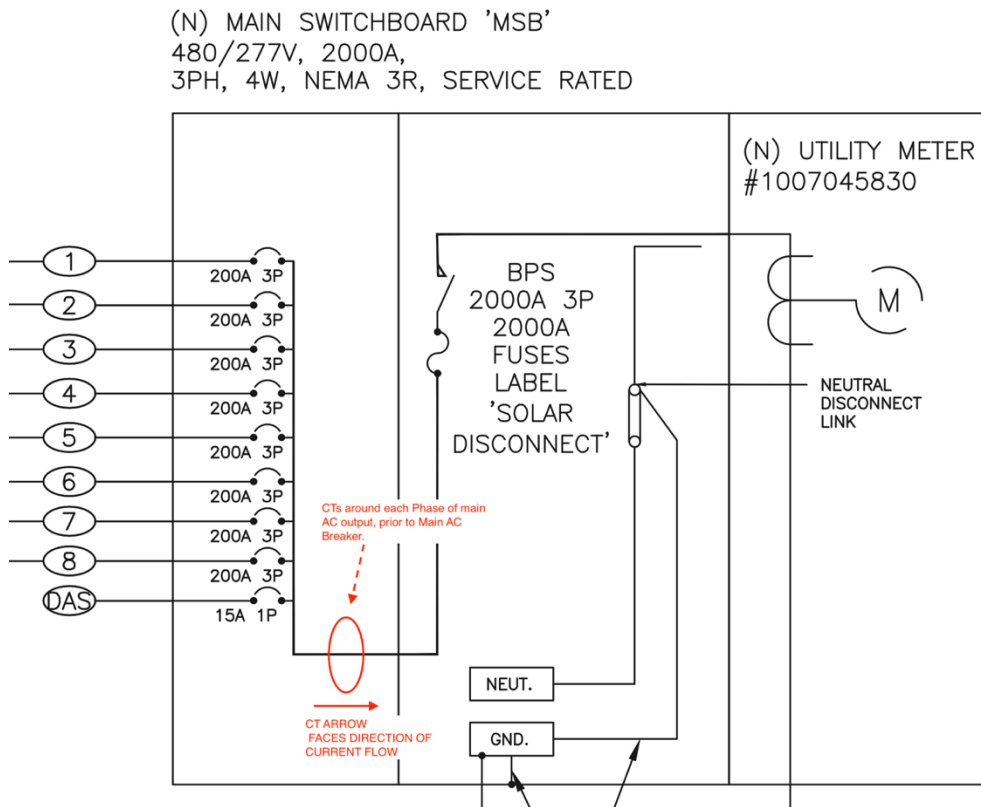 (N) MAIN SWITCHBOARD 'MSB'
480/277V, 2000A,
3PH, 4W, NEMA 3R, SERVICE RATED
(N) UTILITY METER
#1007045830
1
200A 3P
2
200A 3P
3
200A 3P
4
200A 3P
5
200A 3P
6
200A 3P
7
200A 3P
8
200A 3P
DAS
15A 1P
BPS
2000A 3P
2000A
FUSES
LABEL
'SOLAR
DISCONNECT'
M
NEUTRAL
DISCONNECT
LINK
CTs around each Phase of main
AC output, prior to Main AC
Breaker.
CT ARROW
FACES DIRECTION OF
CURRENT FLOW
NEUT.
GND.